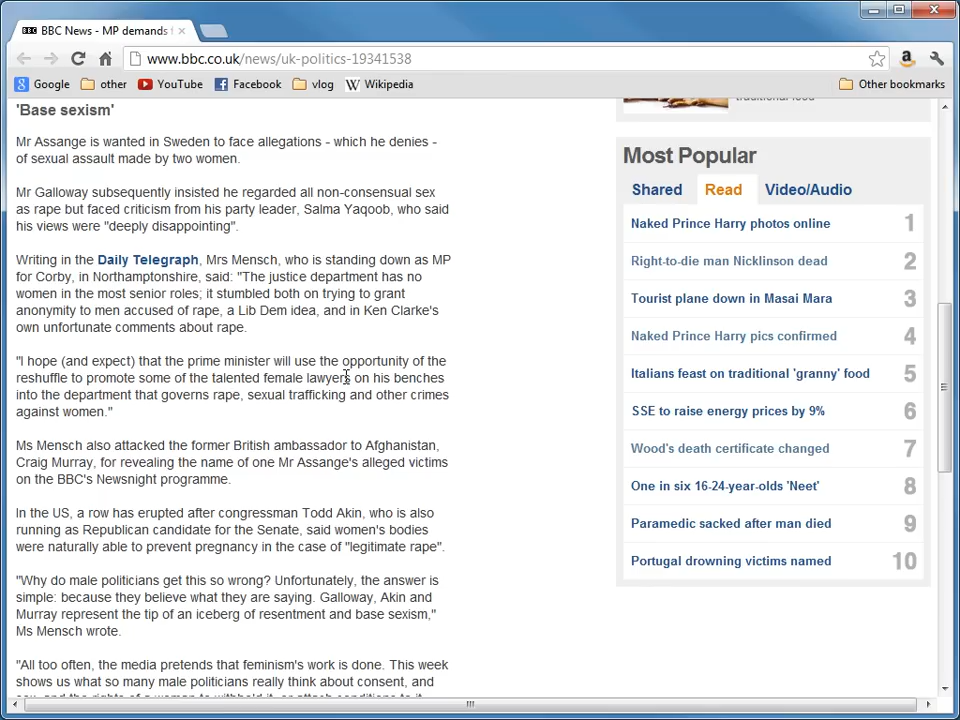 BBC News - MP demands
www.bbc.co.uk/news/uk-politics-19341538
Google other YouTube Facebook vlog Wikipedia Other bookmarks
'Base sexism'
Mr Assange is wanted in Sweden to face allegations - which he denies -
of sexual assault made by two women.
Mr Galloway subsequently insisted he regarded all non-consensual sex
as rape but faced criticism from his party leader, Salma Yaqoob, who said
his views were "deeply disappointing".
Writing in the Daily Telegraph, Mrs Mensch, who is standing down as MP
for Corby, in Northamptonshire, said: "The justice department has no
women in the most senior roles; it stumbled both on trying to grant
anonymity to men accused of rape, a Lib Dem idea, and in Ken Clarke's
own unfortunate comments about rape.
"I hope (and expect) that the prime minister will use the opportunity of the
reshuffle to promote some of the talented female lawyers on his benches
into the department that governs rape, sexual trafficking and other crimes
against women."
Ms Mensch also attacked the former British ambassador to Afghanistan,
Craig Murray, for revealing the name of one Mr Assange's alleged victims
on the BBC's Newsnight programme.
In the US, a row has erupted after congressman Todd Akin, who is also
running as Republican candidate for the Senate, said women's bodies
were naturally able to prevent pregnancy in the case of "legitimate rape".
"Why do male politicians get this so wrong? Unfortunately, the answer is
simple: because they believe what they are saying. Galloway, Akin and
Murray represent the tip of an iceberg of resentment and base sexism,"
Ms Mensch wrote.
"All too often, the media pretends that feminism's work is done. This week
shows us what so many male politicians really think about consent, and
sex, and the rights of a woman to withhold it, or attach conditions to it
traditional food
Most Popular
Shared Read Video/Audio
Naked Prince Harry photos online 1
Right-to-die man Nicklinson dead 2
Tourist plane down in Masai Mara 3
Naked Prince Harry pics confirmed 4
Italians feast on traditional 'granny' food 5
SSE to raise energy prices by 9% 6
Wood's death certificate changed 7
One in six 16-24-year-olds 'Neet' 8
Paramedic sacked after man died 9
Portugal drowning victims named 10